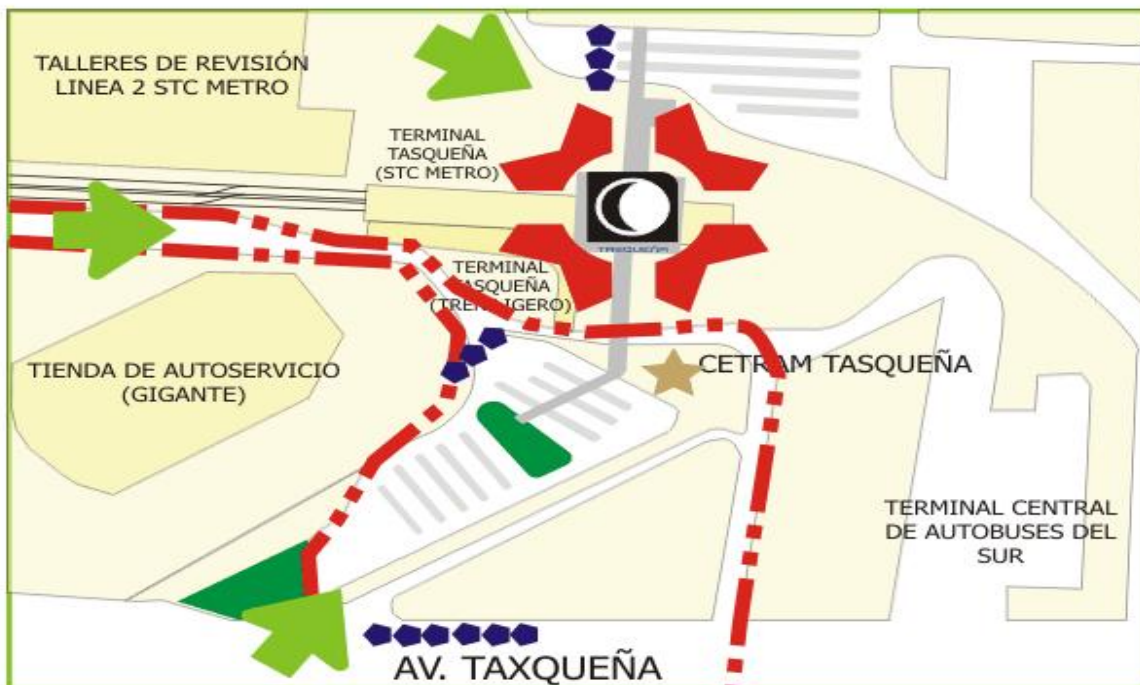 TALLERES DE REVISIÓN
LINEA 2 STC METRO
TERMINAL
TASQUEÑA
(STC METRO)
TASQUEÑA
TERMINAL
TASQUEÑA
(TREN LIGERO)
TIENDA DE AUTOSERVICIO
(GIGANTE)
CETRAM TASQUEÑA
TERMINAL CENTRAL
DE AUTOBUSES DEL
SUR
AV. TAXQUEÑA